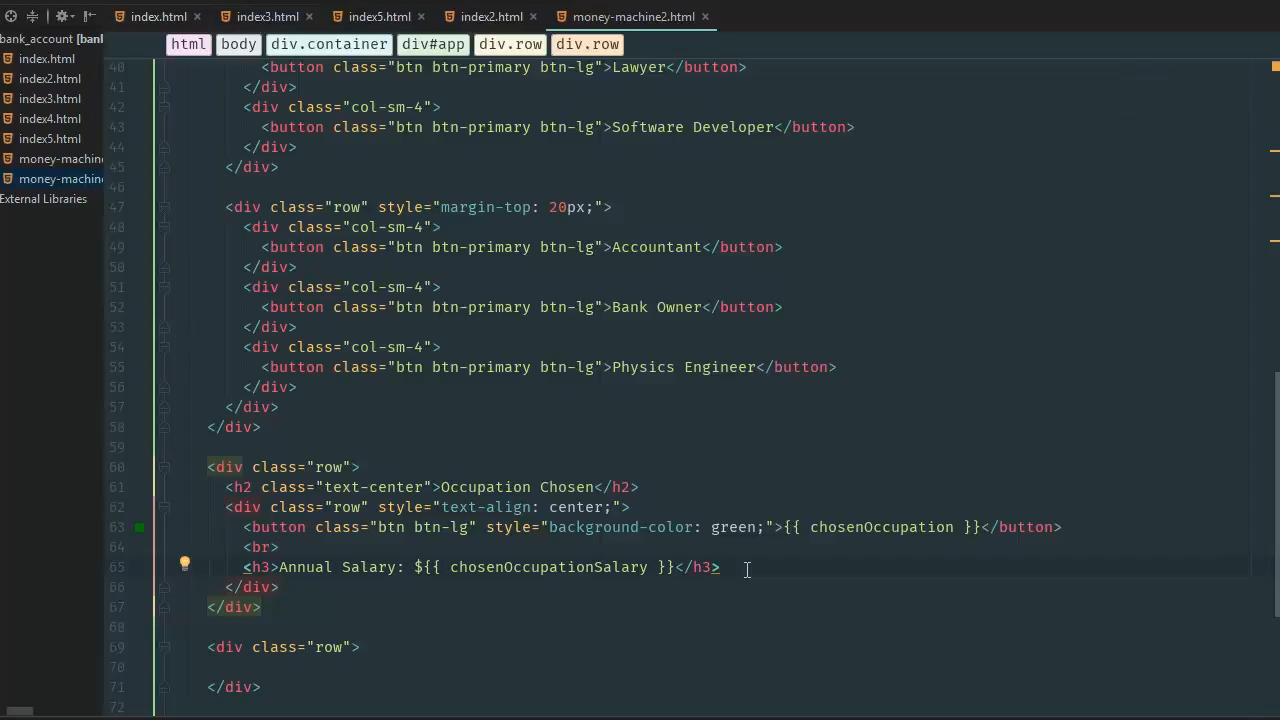 index.html × index3.html × index5.html × index2.html × money-machine2.html ×
bank_account [bank
index.html
index2.html
index3.html
index4.html
index5.html
money-machine
money-machine
External Libraries
html body div.container div#app div.row div.row
40 <button class="btn btn-primary btn-lg">Lawyer</button>
41 </div>
42 <div class="col-sm-4">
43 <button class="btn btn-primary btn-lg">Software Developer</button>
44 </div>
45 </div>
46
47 <div class="row" style="margin-top: 20px;">
48 <div class="col-sm-4">
49 <button class="btn btn-primary btn-lg">Accountant</button>
50 </div>
51 <div class="col-sm-4">
52 <button class="btn btn-primary btn-lg">Bank Owner</button>
53 </div>
54 <div class="col-sm-4">
55 <button class="btn btn-primary btn-lg">Physics Engineer</button>
56 </div>
57 </div>
58 </div>
59
60 <div class="row">
61 <h2 class="text-center">Occupation Chosen</h2>
62 <div class="row" style="text-align: center;">
63 <button class="btn btn-lg" style="background-color: green;">{{ chosenOccupation }}</button>
64 <br>
65 <h3>Annual Salary: ${{ chosenOccupationSalary }}</h3>
66 </div>
67 </div>
68
69 <div class="row">
70
71 </div>
72